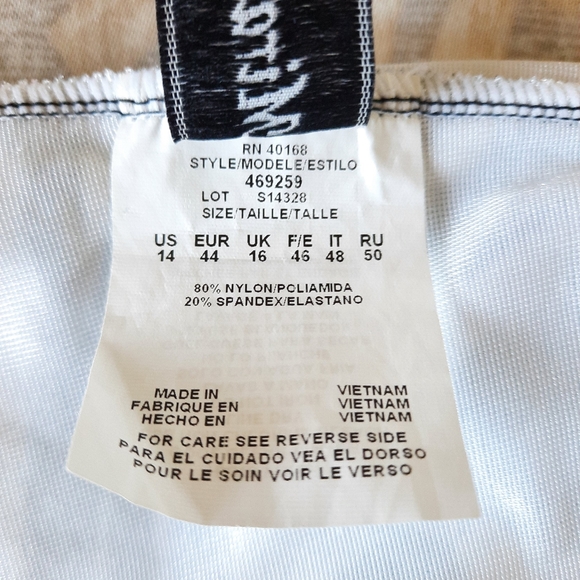 RN 40168
STYLE/MODELE/ESTILO
469259
LOT S14328
SIZE/TAILLE/TALLE
US EUR UK F/E IT RU
14 44 16 46 48 50
80% NYLON/POLIAMIDA
20% SPANDEX/ELASTANO
MADE IN VIETNAM
FABRIQUE EN VIETNAM
HECHO EN VIETNAM
FOR CARE SEE REVERSE SIDE
PARA EL CUIDADO VEA EL DORSO
POUR LE SOIN VOIR LE VERSO